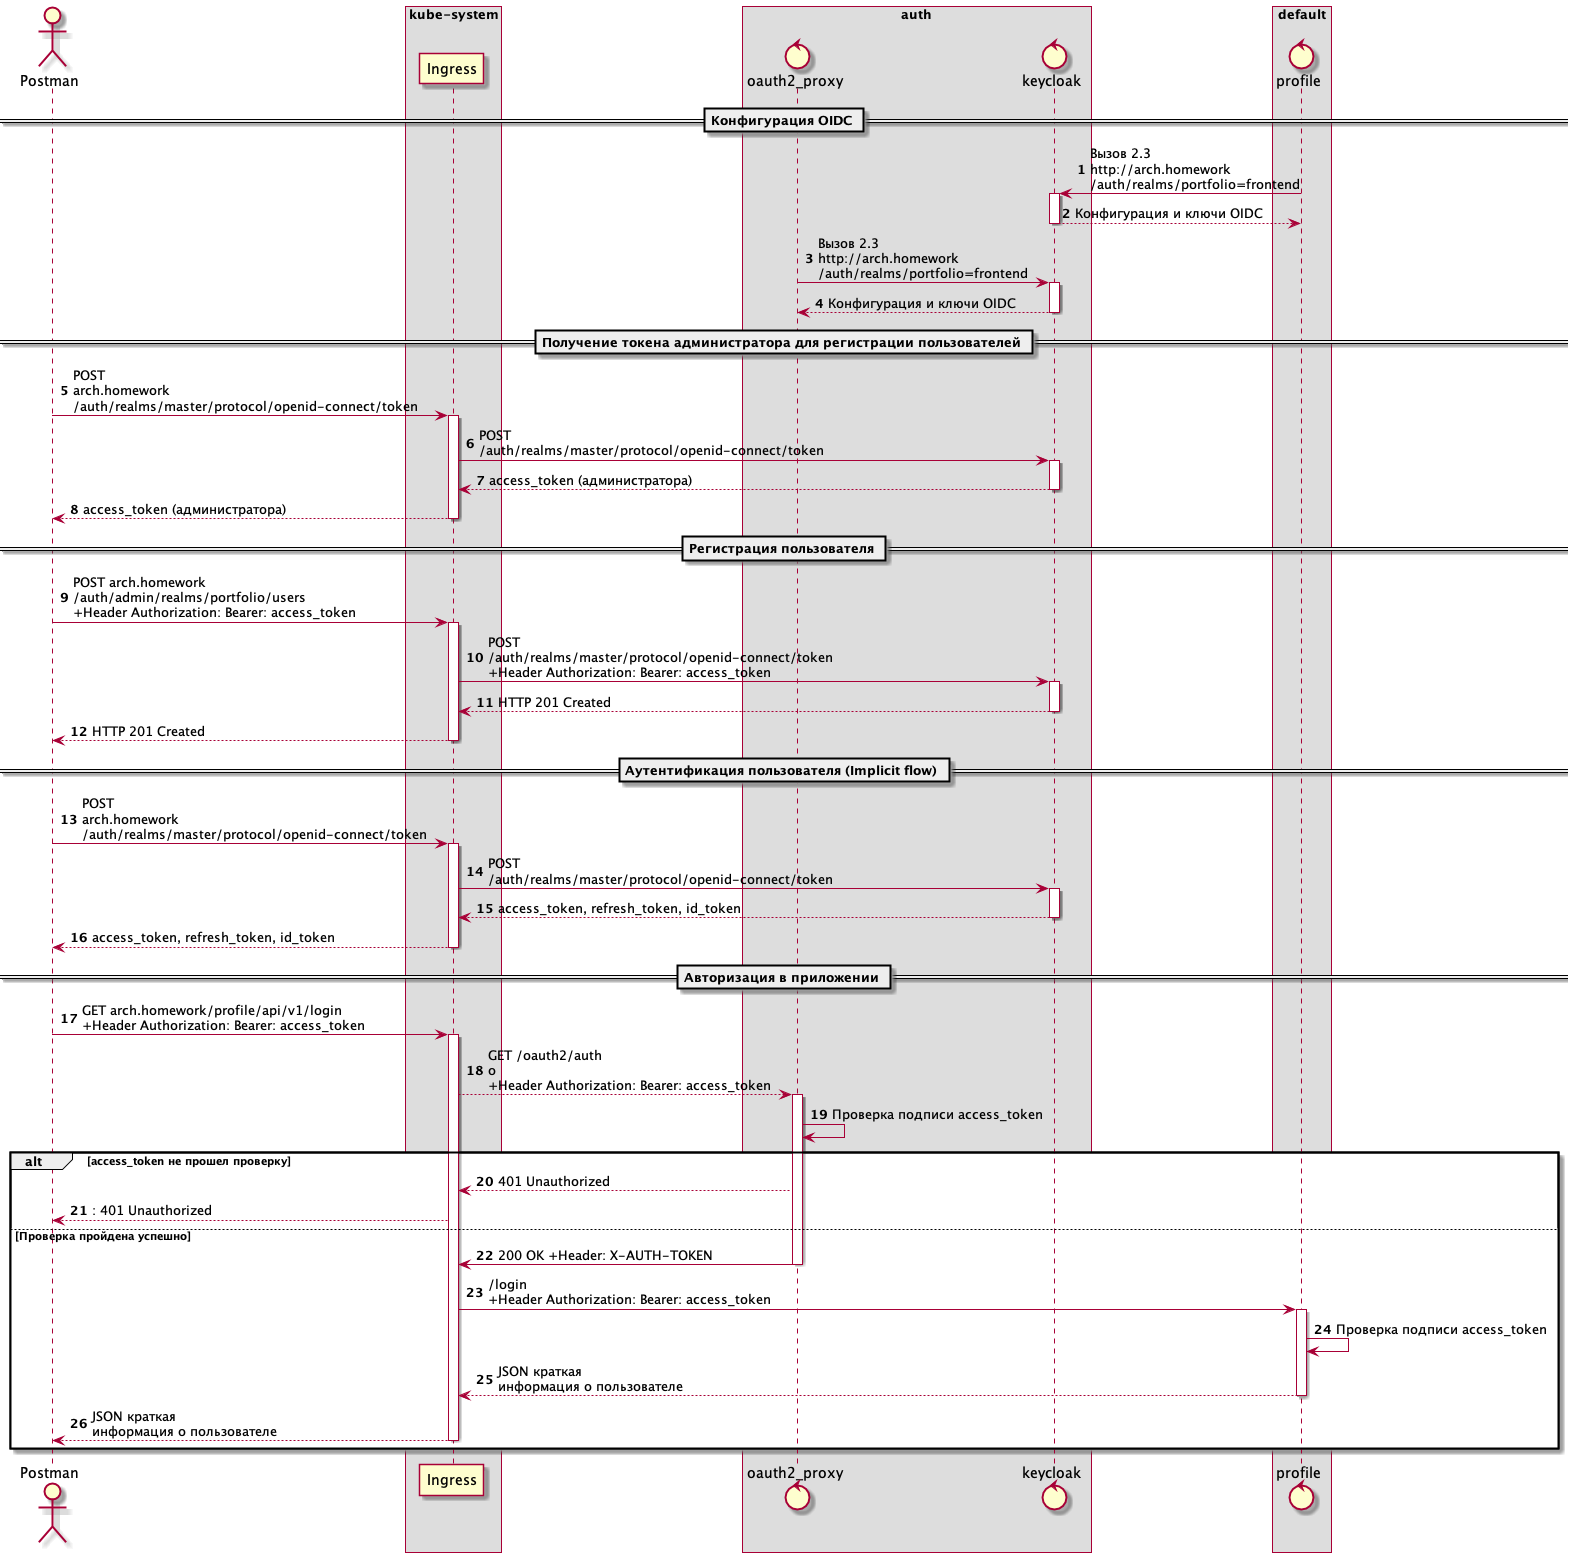 kube-system
auth
default
Postman
Ingress
oauth2_proxy
keycloak
profile
Конфигурация OIDC
Вызов 2.3
1 http://arch.homework
/auth/realms/portfolio=frontend
2 Конфигурация и ключи OIDC
Вызов 2.3
3 http://arch.homework
/auth/realms/portfolio=frontend
4 Конфигурация и ключи OIDC
Получение токена администратора для регистрации пользователей
POST
5 arch.homework
/auth/realms/master/protocol/openid-connect/token
6 POST
/auth/realms/master/protocol/openid-connect/token
7 access_token (администратора)
8 access_token (администратора)
Регистрация пользователя
POST arch.homework
9 /auth/admin/realms/portfolio/users
+Header Authorization: Bearer: access_token
POST
10 /auth/realms/master/protocol/openid-connect/token
+Header Authorization: Bearer: access_token
11 HTTP 201 Created
12 HTTP 201 Created
Аутентификация пользователя (Implicit flow)
POST
13 arch.homework
/auth/realms/master/protocol/openid-connect/token
14 POST
/auth/realms/master/protocol/openid-connect/token
15 access_token, refresh_token, id_token
16 access_token, refresh_token, id_token
Авторизация в приложении
17 GET arch.homework/profile/api/v1/login
+Header Authorization: Bearer: access_token
GET /oauth2/auth
18 o
+Header Authorization: Bearer: access_token
19 Проверка подписи access_token
alt [access_token не прошел проверку]
20 401 Unauthorized
21 : 401 Unauthorized
[Проверка пройдена успешно]
22 200 OK +Header: X-AUTH-TOKEN
23 /login
+Header Authorization: Bearer: access_token
24 Проверка подписи access_token
25 JSON краткая
информация о пользователе
26 JSON краткая
информация о пользователе
Postman
Ingress
oauth2_proxy
keycloak
profile